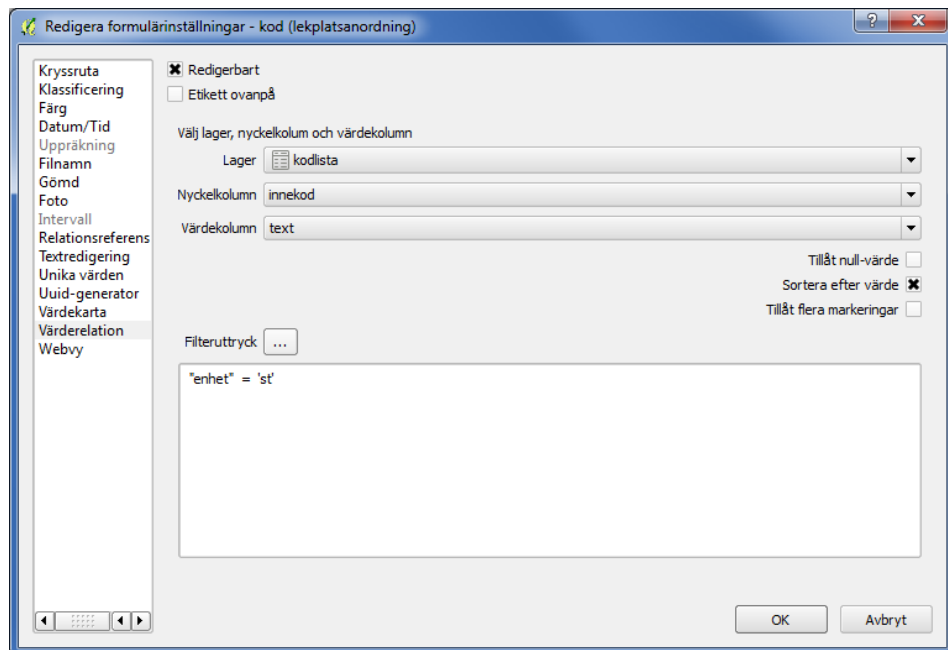 Redigera formulärinställningar - kod (lekplatsanordning)
Kryssruta
Klassificering
Färg
Datum/Tid
Uppräkning
Filnamn
Gömd
Foto
Intervall
Relationsreferens
Textredigering
Unika värden
Uuid-generator
Värdekarta
Värderelation
Webvy
Redigerbart
Etikett ovanpå
Välj lager, nyckelkolum och värdekolumn
Lager kodlista
Nyckelkolumn innekod
Värdekolumn text
Tillåt null-värde
Sortera efter värde
Tillåt flera markeringar
Filteruttryck ...
"enhet" = 'st'
OK Avbryt